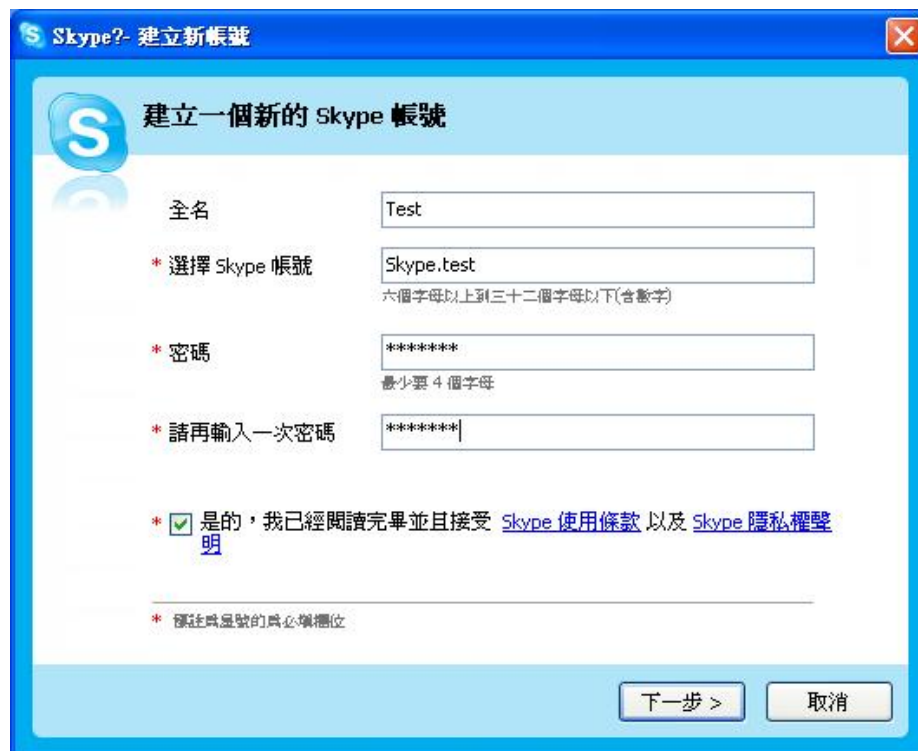 Skype?- 建立新帳號
建立一個新的 Skype 帳號
全名
Test
* 選擇 Skype 帳號
Skype.test
六個字母以上到三十二個字母以下(含數字)
* 密碼
*******
最少要 4 個字母
* 請再輸入一次密碼
*******
* 是的，我已經閱讀完畢並且接受 Skype 使用條款 以及 Skype 隱私權聲
明
* 標註為星號的為必填欄位
下一步 >
取消